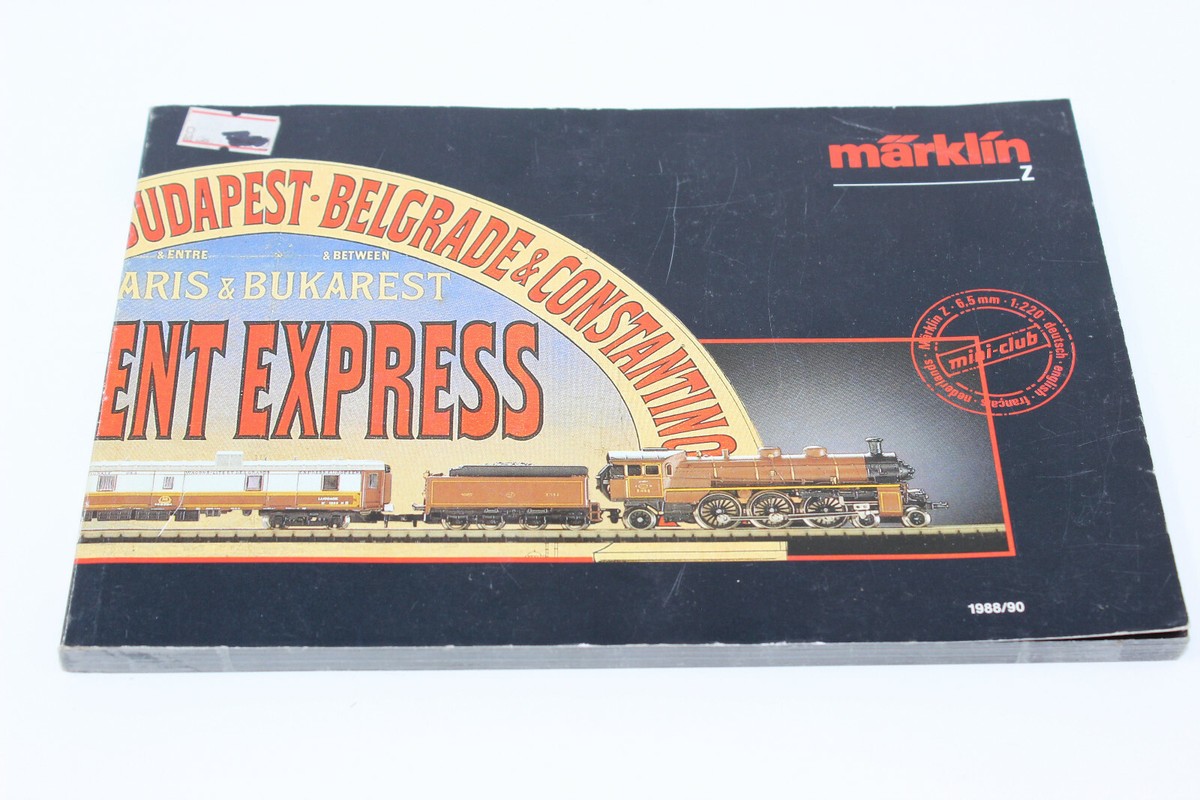 märklin
Z
BUDAPEST · BELGRADE & CONSTANTINO
& ENTRE & BETWEEN
ARIS & BUKAREST
ENT EXPRESS
Märklin Z · 6,5 mm · 1:220 · deutsch · english · français · nederlands ·
mini-club
1988/90